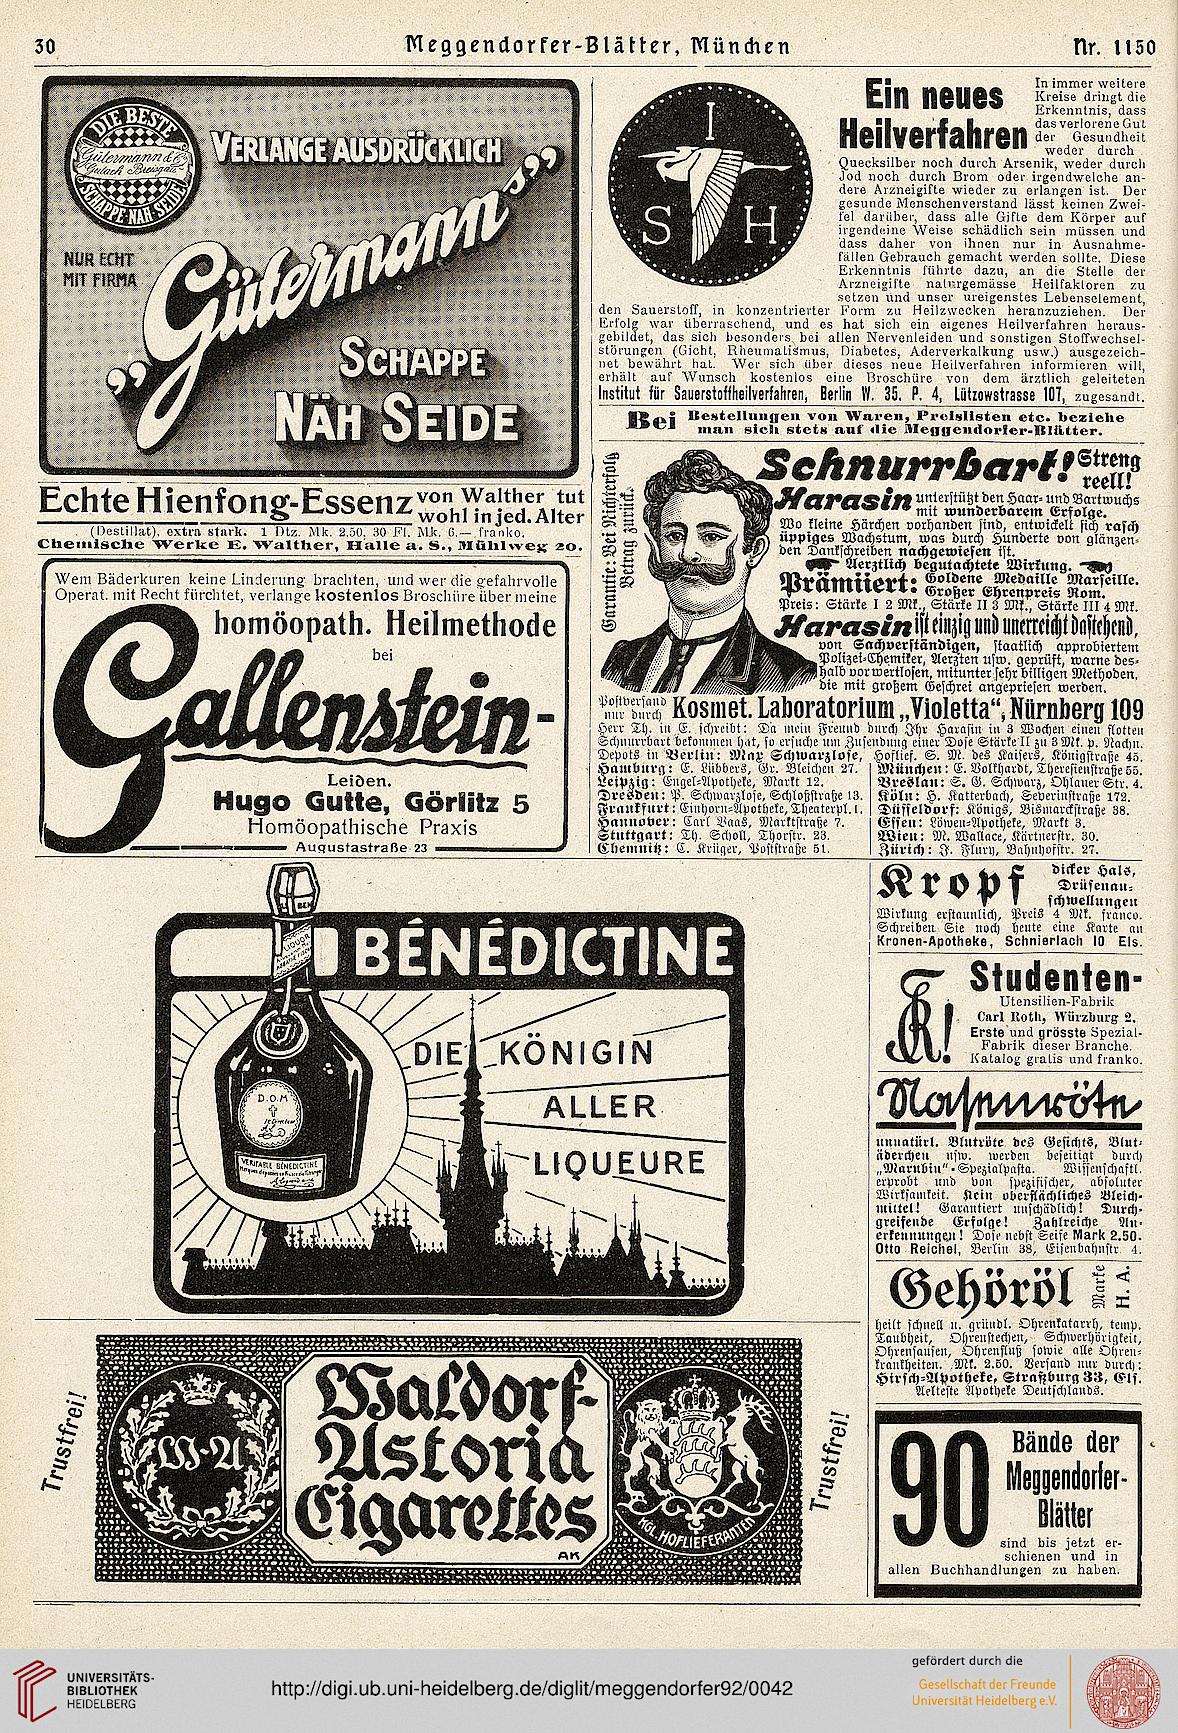 30
Meggendorfer-Blätter, München
Nr. 1150
DIE BESTE
Gütermann & Co
Gutach-Breisgau
SCHAPPE-NÄH-SEIDE
VERLANGE AUSDRÜCKLICH
NUR ECHT
MIT FIRMA
„Gütermann”
SCHAPPE
NÄH SEIDE
Echte Hienfong-Essenz von Walther tut
wohl in jed. Alter
(Destillat), extra stark. 1 Dtz. Mk. 2.50, 30 Fl. Mk. 6.— franko.
Chemische Werke E. Walther, Halle a. S., Mühlweg 20.
Wem Bäderkuren keine Linderung brachten, und wer die gefahrvolle
Operat. mit Recht fürchtet, verlange kostenlos Broschüre über meine
homöopath. Heilmethode
bei
Gallenstein-
Leiden.
Hugo Gutte, Görlitz 5
Homöopathische Praxis
Augustastraße 23
I
S H
Ein neues
Heilverfahren
In immer weitere
Kreise dringt die
Erkenntnis, dass
das verlorene Gut
der Gesundheit
weder durch
Quecksilber noch durch Arsenik, weder durch
Jod noch durch Brom oder irgendwelche an-
dere Arzneigifte wieder zu erlangen ist. Der
gesunde Menschenverstand lässt keinen Zwei-
fel darüber, dass alle Gifte dem Körper auf
irgendeine Weise schädlich sein müssen und
dass daher von ihnen nur in Ausnahme-
fällen Gebrauch gemacht werden sollte. Diese
Erkenntnis führte dazu, an die Stelle der
Arzneigifte naturgemässe Heilfaktoren zu
setzen und unser ureigenstes Lebenselement,
den Sauerstoff, in konzentrierter Form zu Heilzwecken heranzuziehen. Der
Erfolg war überraschend, und es hat sich ein eigenes Heilverfahren heraus-
gebildet, das sich besonders bei allen Nervenleiden und sonstigen Stoffwechsel-
störungen (Gicht, Rheumatismus, Diabetes, Aderverkalkung usw.) ausgezeich-
net bewährt hat. Wer sich über dieses neue Heilverfahren informieren will,
erhält auf Wunsch kostenlos eine Broschüre von dem ärztlich geleiteten
Institut für Sauerstoffheilverfahren, Berlin W. 35. P. 4, Lützowstrasse 107, zugesandt.
Bei Bestellungen von Waren, Preislisten etc. beziehe
man sich stets auf die Meggendorfer-Blätter.
Garantie: Bei Nichterfolg
Betrag zurück.
Schnurrbart! Streng
reell!
Harasin unterstützt den Haar- und Bartwuchs
mit wunderbarem Erfolge.
Wo kleine Härchen vorhanden sind, entwickelt sich rasch
üppiges Wachstum, was durch Hunderte von glänzen-
den Dankschreiben nachgewiesen ist.
Aerztlich begutachtete Wirkung.
Prämiiert: Goldene Medaille Marseille.
Großer Ehrenpreis Rom.
Preis: Stärke I 2 Mk., Stärke II 3 Mk., Stärke III 4 Mk.
Harasin ist einzig und unerreicht dastehend,
von Sachverständigen, staatlich approbiertem
Polizei-Chemiker, Aerzten usw. geprüft, warne des-
halb vor wertlosen, mitunter sehr billigen Methoden,
die mit großem Geschrei angepriesen werden.
Postversand
nur durch Kosmet. Laboratorium „Violetta“, Nürnberg 109
Herr Th. in E. schreibt: Da mein Freund durch Ihr Harasin in 3 Wochen einen flotten
Schnurrbart bekommen hat, so ersuche um Zusendung einer Dose Stärke II zu 3 Mk. p. Nachn.
Depots in Berlin: Max Schwarzlose, Hoflief. S. M. des Kaisers, Königstraße 45.
Hamburg: E. Lübbers, Gr. Bleichen 27.
Leipzig: Engel-Apotheke, Markt 12.
Dresden: P. Schwarzlose, Schloßstraße 13.
Frankfurt: Einhorn-Apotheke, Theaterpl. 1.
Hannover: Carl Vaas, Marktstraße 7.
Stuttgart: Th. Scholl, Thorstr. 23.
Chemnitz: C. Krüger, Poststraße 51.
München: E. Volkhardt, Theresienstraße 55.
Breslau: S. G. Schwarz, Ohlauer Str. 4.
Köln: H. Katterbach, Severinstraße 172.
Düsseldorf: Königs, Bismarckstraße 38.
Essen: Löwen-Apotheke, Markt 3.
Wien: M. Wallace, Kärtnerstr. 30.
Zürich: J. Flury, Bahnhofstr. 27.
BÉNÉDICTINE
LIQUOR
D.O.M
VÉRITABLE BÉNÉDICTINE
DIE KÖNIGIN
ALLER
LIQUEURE
Kropf dicker Hals,
Drüsenan-
schwellungen
Wirkung erstaunlich, Preis 4 Mk. franco.
Schreiben Sie noch heute eine Karte an
Kronen-Apotheke, Schnierlach 10 Els.
Studenten-
Utensilien-Fabrik
Carl Roth, Würzburg 2.
Erste und grösste Spezial-
Fabrik dieser Branche.
Katalog gratis und franko.
Nasenröte
unnatürl. Blutröte des Gesichts, Blut-
äderchen usw. werden beseitigt durch
„Marubin“-Spezialpasta. Wissenschaftl.
erprobt und von spezifischer, absoluter
Wirksamkeit. Kein oberflächliches Bleich-
mittel! Garantiert unschädlich! Durch-
greifende Erfolge! Zahlreiche An-
erkennungen! Dose nebst Seife Mark 2.50.
Otto Reichel, Berlin 38, Eisenbahnstr. 4.
Gehöröl Marke
H. A.
heilt schnell u. gründl. Ohrenkatarrh, temp.
Taubheit, Ohrenstechen, Schwerhörigkeit,
Ohrensausen, Ohrenfluß sowie alle Ohren-
krankheiten. Mk. 2.50. Versand nur durch:
Hirsch-Apotheke, Straßburg 33, Els.
Aelteste Apotheke Deutschlands.
Trustfrei!
W-A
Waldorf-
Astoria
Cigarettes
AK
KGL. HOFLIEFERANTEN
Trustfrei!
90 Bände der
Meggendorfer-
Blätter
sind bis jetzt er-
schienen und in
allen Buchhandlungen zu haben.
UNIVERSITÄTS-
BIBLIOTHEK
HEIDELBERG
http://digi.ub.uni-heidelberg.de/diglit/meggendorfer92/0042
gefördert durch die
Gesellschaft der Freunde
Universität Heidelberg e.V.